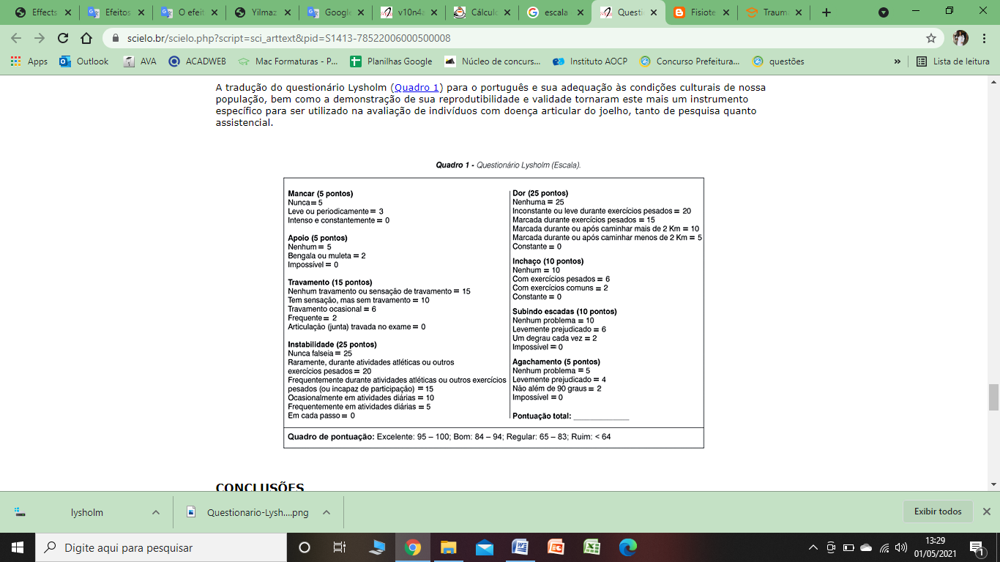 Effects
Efeitos
O efeit
Yilmaz
Google
v10n4a
Cálculo
escala
Questi
Fisiote
Trauma
scielo.br/scielo.php?script=sci_arttext&pid=S1413-78522006000500008
Apps
Outlook
AVA
ACADWEB
Mac Formaturas - P...
Planilhas Google
Núcleo de concurs...
Instituto AOCP
Concurso Prefeitura...
questões
»
Lista de leitura
A tradução do questionário Lysholm (Quadro 1) para o português e sua adequação às condições culturais de nossa
população, bem como a demonstração de sua reprodutibilidade e validade tornaram este mais um instrumento
específico para ser utilizado na avaliação de indivíduos com doença articular do joelho, tanto de pesquisa quanto
assistencial.
Quadro 1 - Questionário Lysholm (Escala).
Mancar (5 pontos)
Nunca = 5
Leve ou periodicamente = 3
Intenso e constantemente = 0
Apoio (5 pontos)
Nenhum = 5
Bengala ou muleta = 2
Impossível = 0
Travamento (15 pontos)
Nenhum travamento ou sensação de travamento = 15
Tem sensação, mas sem travamento = 10
Travamento ocasional = 6
Frequente = 2
Articulação (junta) travada no exame = 0
Instabilidade (25 pontos)
Nunca falseia = 25
Raramente, durante atividades atléticas ou outros
exercícios pesados = 20
Frequentemente durante atividades atléticas ou outros exercícios
pesados (ou incapaz de participação) = 15
Ocasionalmente em atividades diárias = 10
Frequentemente em atividades diárias = 5
Em cada passo = 0
Dor (25 pontos)
Nenhuma = 25
Inconstante ou leve durante exercícios pesados = 20
Marcada durante exercícios pesados = 15
Marcada durante ou após caminhar mais de 2 Km = 10
Marcada durante ou após caminhar menos de 2 Km = 5
Constante = 0
Inchaço (10 pontos)
Nenhum = 10
Com exercícios pesados = 6
Com exercícios comuns = 2
Constante = 0
Subindo escadas (10 pontos)
Nenhum problema = 10
Levemente prejudicado = 6
Um degrau cada vez = 2
Impossível = 0
Agachamento (5 pontos)
Nenhum problema = 5
Levemente prejudicado = 4
Não além de 90 graus = 2
Impossível = 0
Pontuação total: _____________
Quadro de pontuação: Excelente: 95 – 100; Bom: 84 – 94; Regular: 65 – 83; Ruim: < 64
CONCLUSÕES
lysholm
Questionario-Lysh....png
Exibir todos
Digite aqui para pesquisar
13:29
01/05/2021
1